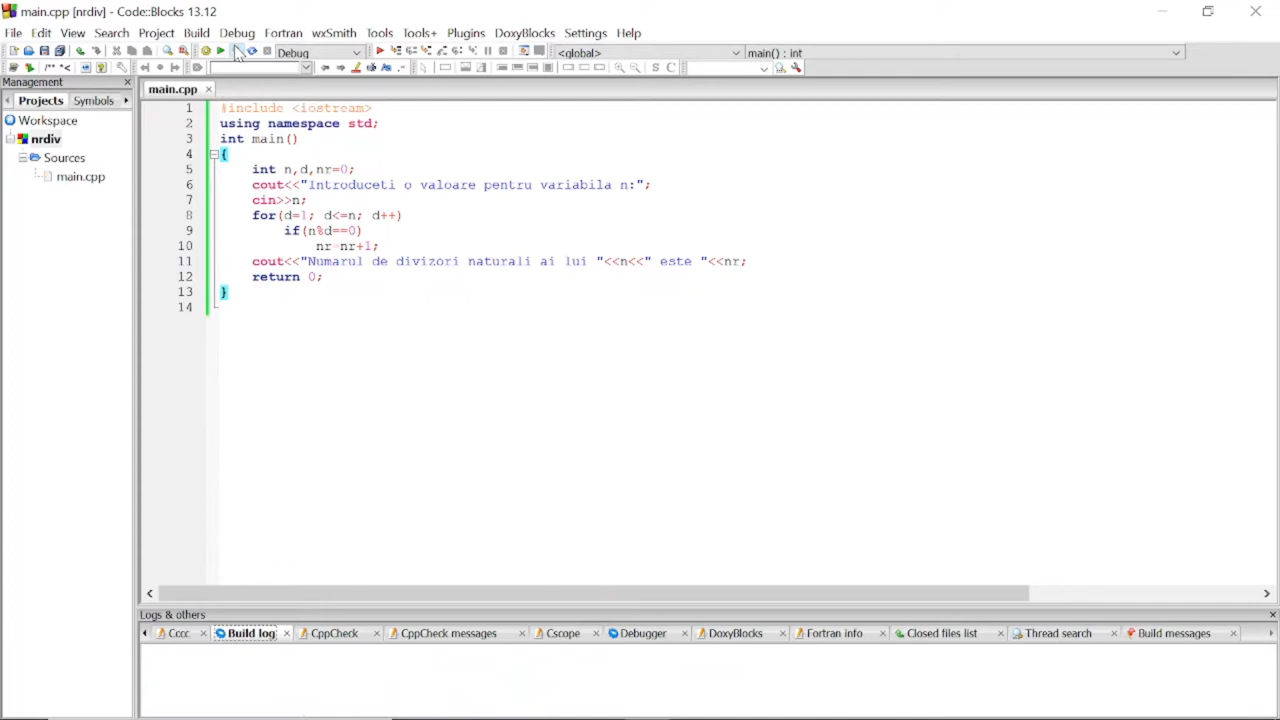 main.cpp [nrdiv] - Code::Blocks 13.12
File Edit View Search Project Build Debug Fortran wxSmith Tools Tools+ Plugins DoxyBlocks Settings Help
Debug <global> main() : int
/** *< S C
Management
Projects Symbols
main.cpp
Workspace
nrdiv
Sources
main.cpp
1 #include <iostream>
2 using namespace std;
3 int main()
4 {
5 int n,d,nr=0;
6 cout<<"Introduceti o valoare pentru variabila n:";
7 cin>>n;
8 for(d=1; d<=n; d++)
9 if(n%d==0)
10 nr=nr+1;
11 cout<<"Numarul de divizori naturali ai lui "<<n<<" este "<<nr;
12 return 0;
13 }
14
Logs & others
Cccc Build log CppCheck CppCheck messages Cscope Debugger DoxyBlocks Fortran info Closed files list Thread search Build messages